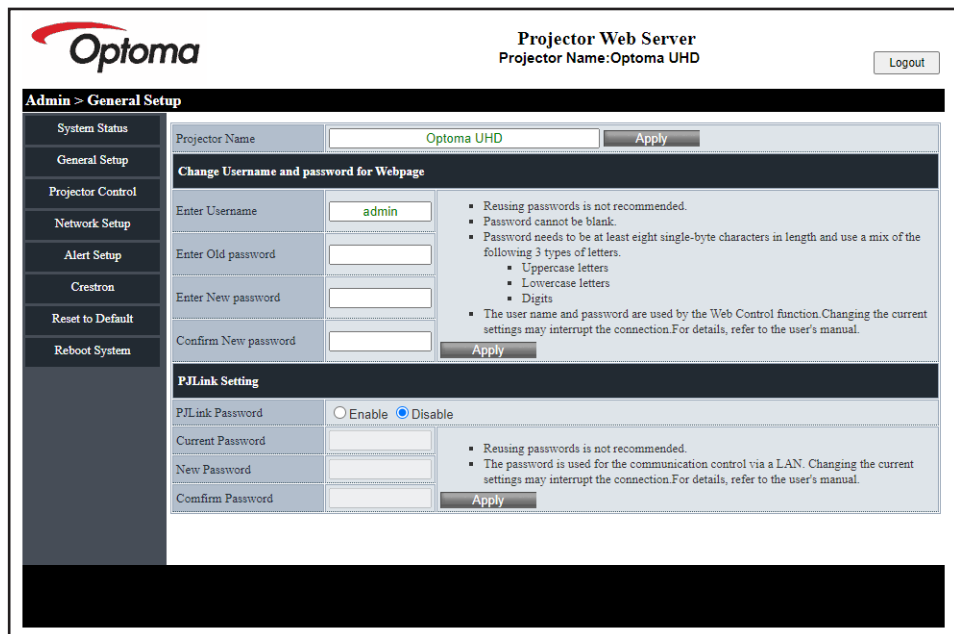 Optoma
Projector Web Server
Projector Name:Optoma UHD
Logout
Admin > General Setup
System Status
General Setup
Projector Control
Network Setup
Alert Setup
Crestron
Reset to Default
Reboot System
Projector Name
Optoma UHD
Apply
Change Username and password for Webpage
Enter Username
admin
Enter Old password
Enter New password
Confirm New password
Reusing passwords is not recommended.
Password cannot be blank.
Password needs to be at least eight single-byte characters in length and use a mix of the
following 3 types of letters.
Uppercase letters
Lowercase letters
Digits
The user name and password are used by the Web Control function.Changing the current
settings may interrupt the connection.For details, refer to the user's manual.
Apply
PJLink Setting
PJLink Password
Enable Disable
Current Password
New Password
Comfirm Password
Reusing passwords is not recommended.
The password is used for the communication control via a LAN. Changing the current
settings may interrupt the connection.For details, refer to the user's manual.
Apply